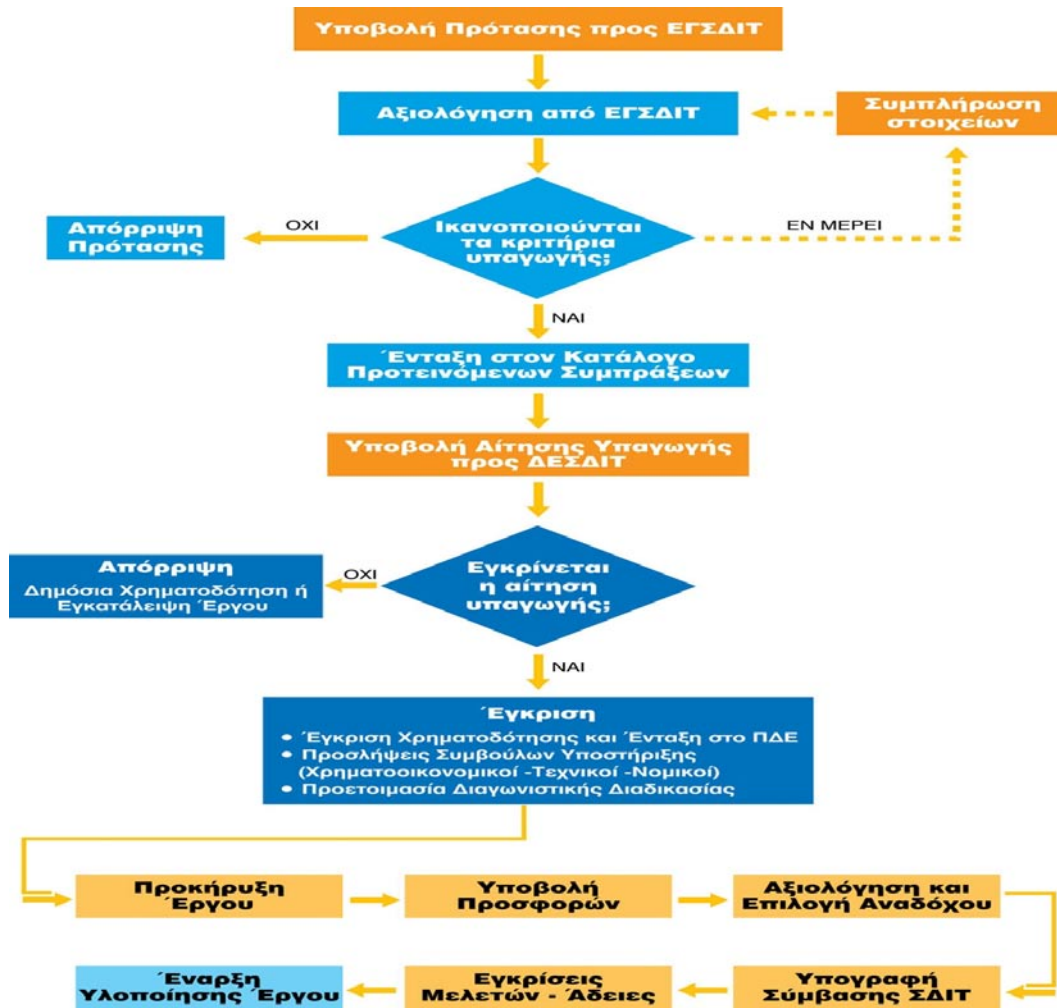 Υποβολή Πρότασης προς ΕΓΣΔΙΤ
Αξιολόγηση από ΕΓΣΔΙΤ
Συμπλήρωση
στοιχείων
Ικανοποιούνται
τα κριτήρια
υπαγωγής;
ΟΧΙ
Απόρριψη
Πρότασης
ΕΝ ΜΕΡΕΙ
ΝΑΙ
Ένταξη στον Κατάλογο
Προτεινόμενων Συμπράξεων
Υποβολή Αίτησης Υπαγωγής
προς ΔΕΣΔΙΤ
Εγκρίνεται
η αίτηση
υπαγωγής;
ΟΧΙ
Απόρριψη
Δημόσια Χρηματοδότηση ή
Εγκατάλειψη Έργου
ΝΑΙ
Έγκριση
● Έγκριση Χρηματοδότησης και Ένταξη στο ΠΔΕ
● Προσλήψεις Συμβούλων Υποστήριξης
(Χρηματοοικονομικοί -Τεχνικοί -Νομικοί)
● Προετοιμασία Διαγωνιστικής Διαδικασίας
Προκήρυξη
Έργου
Υποβολή
Προσφορών
Αξιολόγηση και
Επιλογή Αναδόχου
Υπογραφή
Σύμβασης ΣΔΙΤ
Εγκρίσεις
Μελετών - Άδειες
Έναρξη
Υλοποίησης Έργου